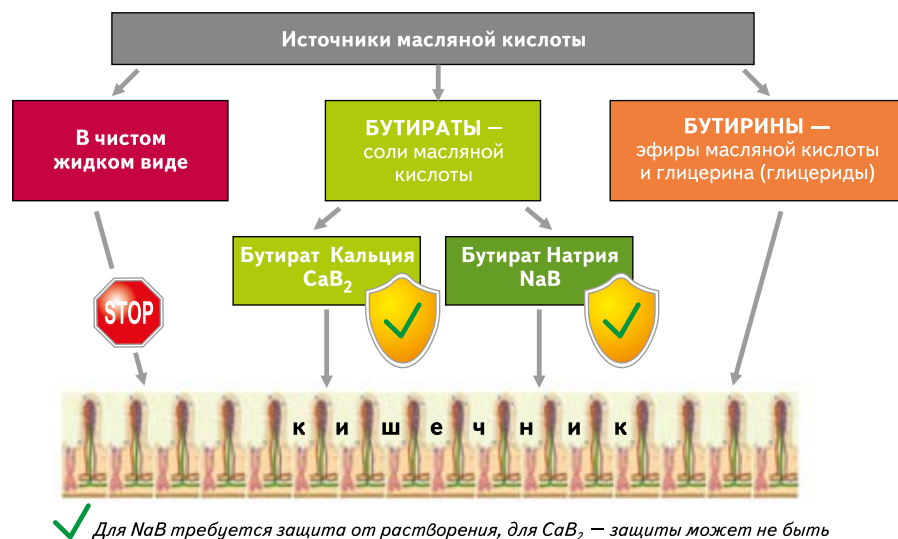 Источники масляной кислоты
В чистом
жидком виде
БУТИРАТЫ —
соли масляной
кислоты
БУТИРИНЫ —
эфиры масляной кислоты
и глицерина (глицериды)
Бутират Кальция
CaB₂
Бутират Натрия
NaB
STOP
кишечник
Для NaB требуется защита от растворения, для CaB₂ — защиты может не быть